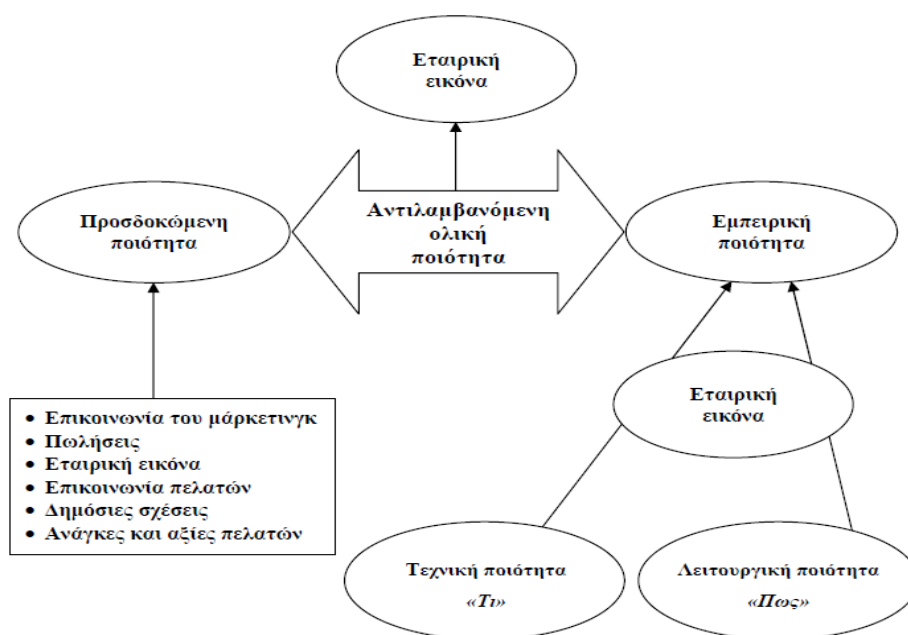 Εταιρική
εικόνα
Προσδοκώμενη
ποιότητα
Αντιλαμβανόμενη
ολική
ποιότητα
Εμπειρική
ποιότητα
Εταιρική
εικόνα
• Επικοινωνία του μάρκετινγκ
• Πωλήσεις
• Εταιρική εικόνα
• Επικοινωνία πελατών
• Δημόσιες σχέσεις
• Ανάγκες και αξίες πελατών
Τεχνική ποιότητα
«Τι»
Λειτουργική ποιότητα
«Πως»